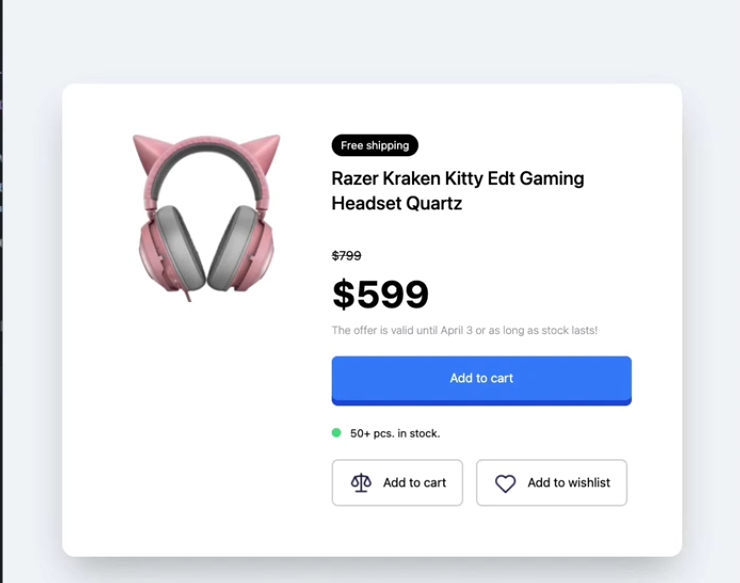 Free shipping
Razer Kraken Kitty Edt Gaming
Headset Quartz
$799
$599
The offer is valid until April 3 or as long as stock lasts!
Add to cart
50+ pcs. in stock.
Add to cart
Add to wishlist